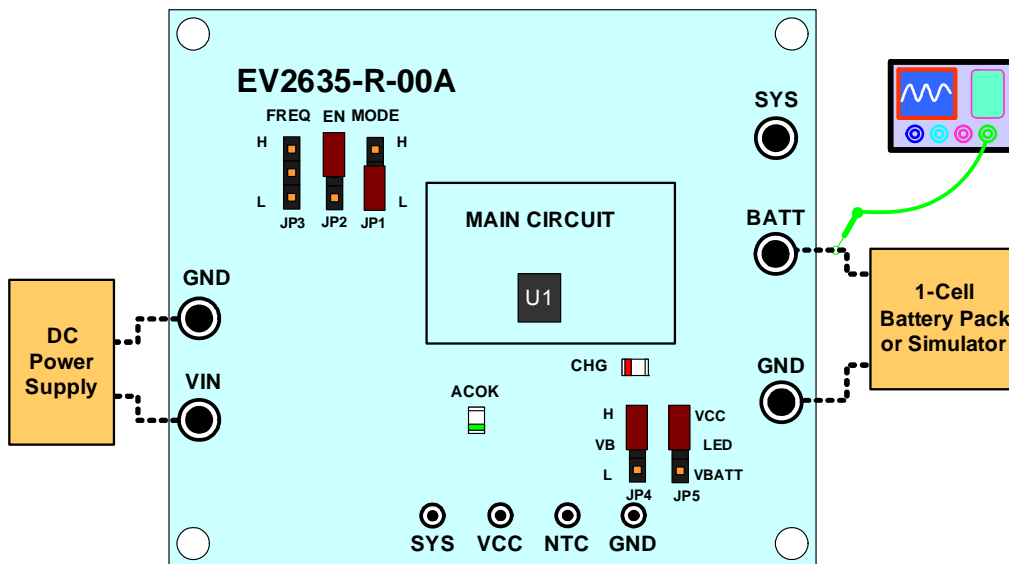 EV2635-R-00A
FREQ EN MODE
H H
L L
JP3 JP2 JP1
SYS
MAIN CIRCUIT
U1
BATT
GND
VIN
DC
Power
Supply
1-Cell
Battery Pack
or Simulator
GND
CHG
ACOK
H VCC
VB LED
L VBATT
JP4 JP5
SYS VCC NTC GND